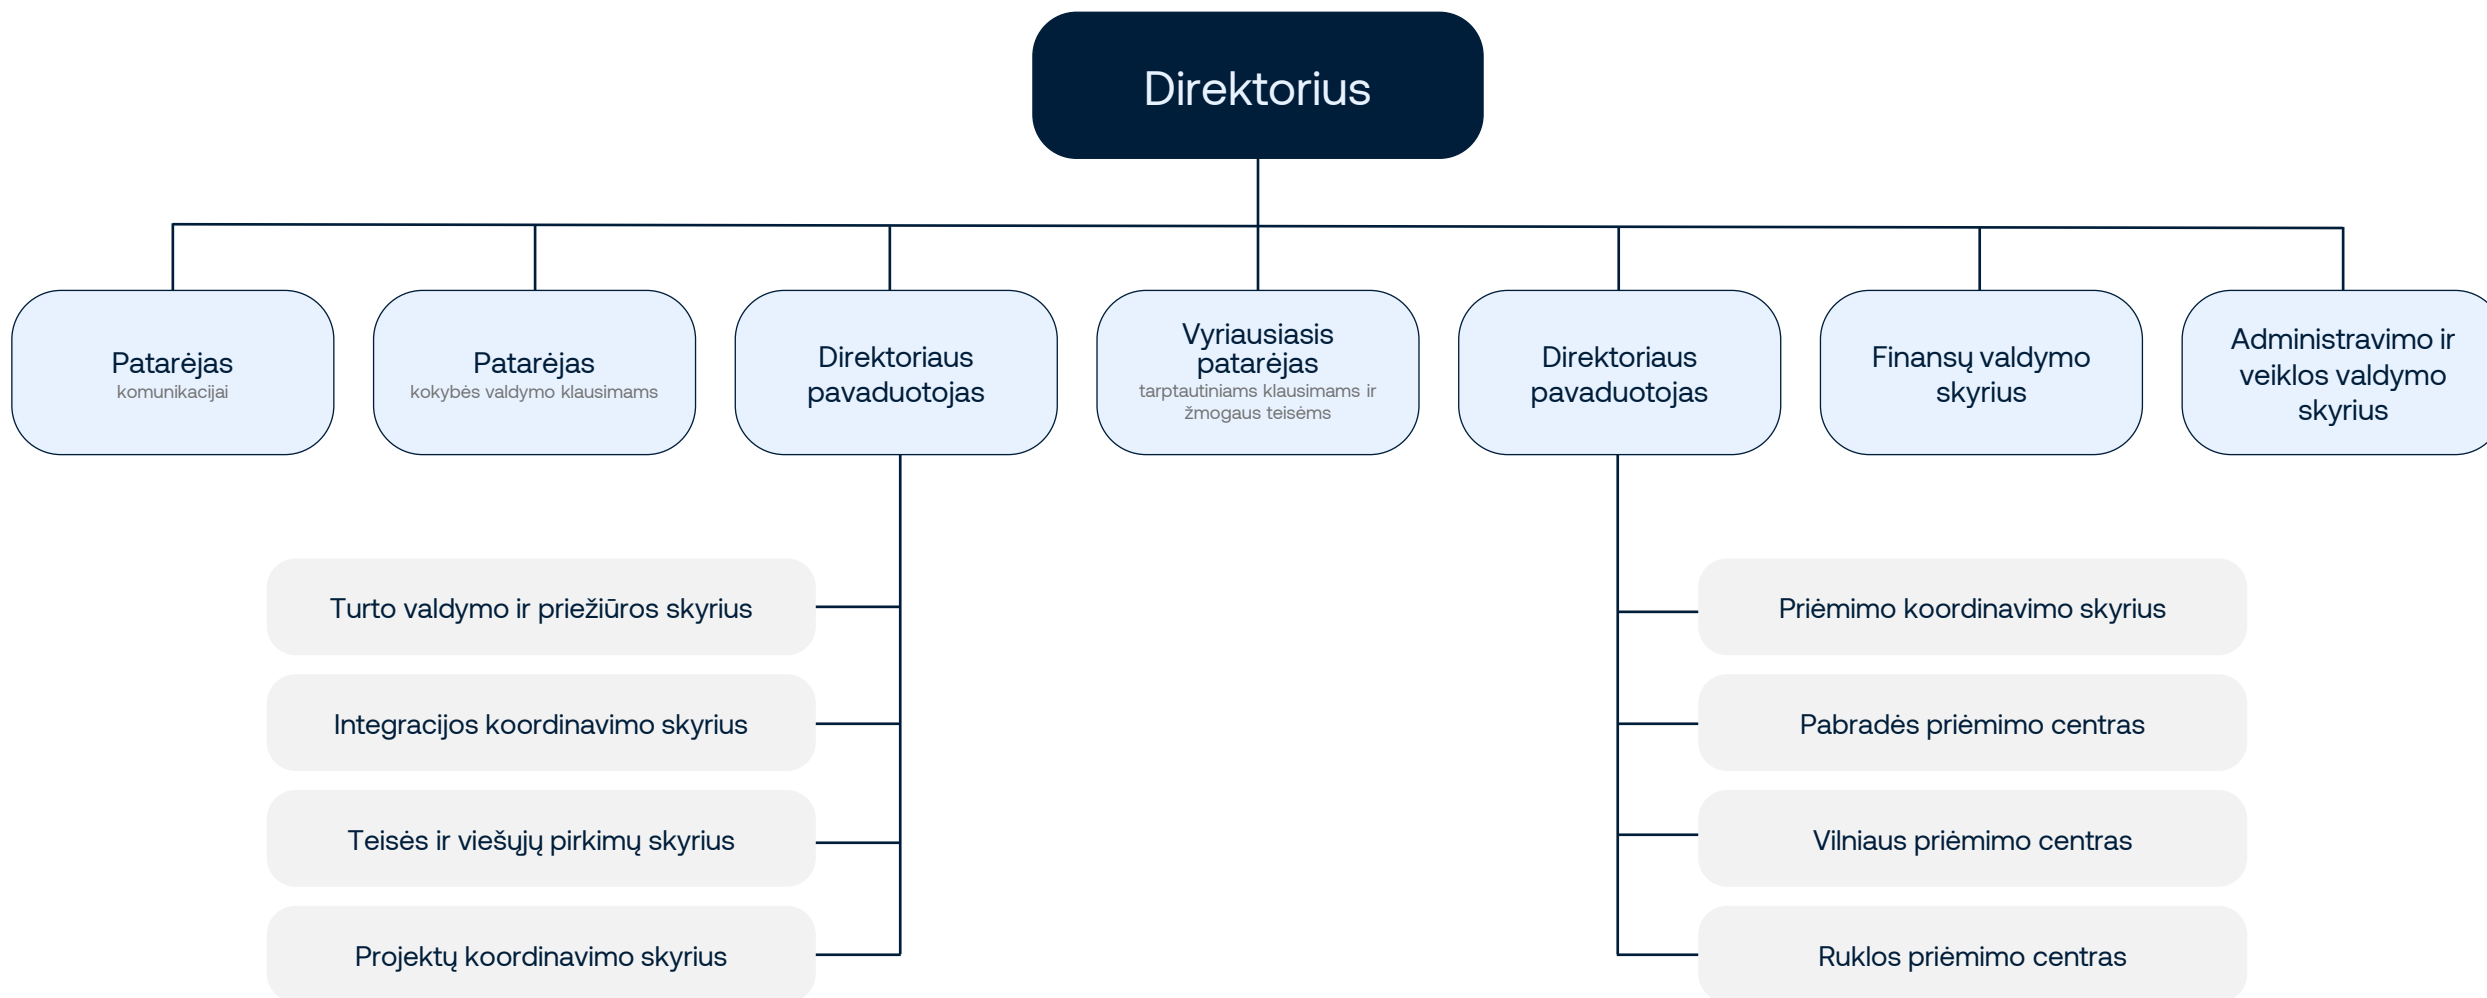 Direktorius
Patarėjas
komunikacijai
Patarėjas
kokybės valdymo klausimams
Direktoriaus
pavaduotojas
Vyriausiasis
patarėjas
tarptautiniams klausimams ir
žmogaus teisėms
Direktoriaus
pavaduotojas
Finansų valdymo
skyrius
Administravimo ir
veiklos valdymo
skyrius
Turto valdymo ir priežiūros skyrius
Integracijos koordinavimo skyrius
Teisės ir viešųjų pirkimų skyrius
Projektų koordinavimo skyrius
Priėmimo koordinavimo skyrius
Pabradės priėmimo centras
Vilniaus priėmimo centras
Ruklos priėmimo centras